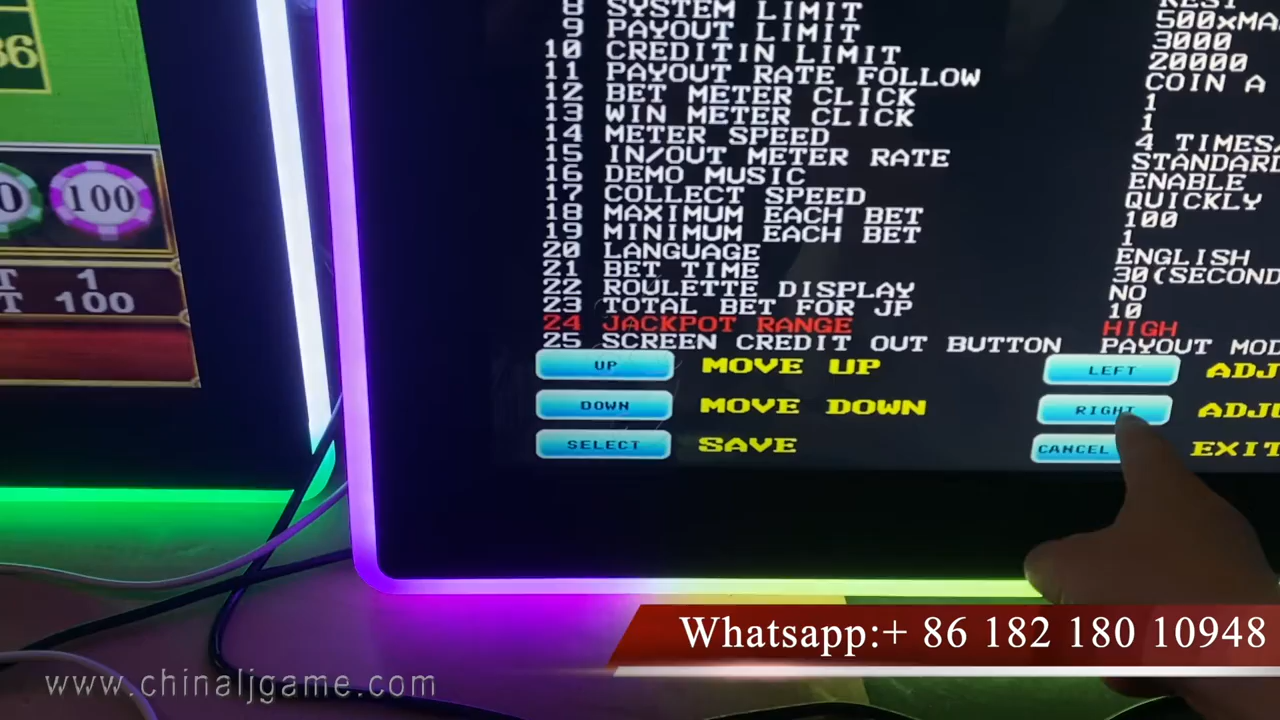 8 SYSTEM LIMIT
9 PAYOUT LIMIT 500xMA
10 CREDITIN LIMIT 3000
11 PAYOUT RATE FOLLOW 20000
12 BET METER CLICK COIN A
13 WIN METER CLICK 1
14 METER SPEED 1
15 IN/OUT METER RATE 4 TIMES/
16 DEMO MUSIC STANDARD
17 COLLECT SPEED ENABLE
18 MAXIMUM EACH BET QUICKLY
19 MINIMUM EACH BET 100
20 LANGUAGE 1
21 BET TIME ENGLISH
22 ROULETTE DISPLAY 30(SECOND
23 TOTAL BET FOR JP NO
10
24 JACKPOT RANGE HIGH
25 SCREEN CREDIT OUT BUTTON PAYOUT MOD
UP MOVE UP LEFT ADJ
DOWN MOVE DOWN RIGHT ADJU
SELECT SAVE CANCEL EXIT
36
0 100
T 1
T 100
Whatsapp:+ 86 182 180 10948
www.chinaljgame.com